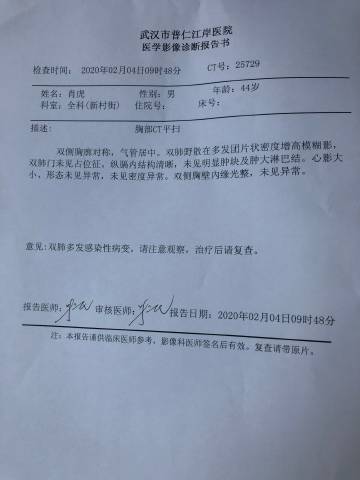 武汉市普仁江岸医院
医学影像诊断报告书
检查时间： 2020年02月04日09时48分 CT号：25729
姓名：肖虎 性别：男 年龄：44岁
科室：全科(新村街) 住院号： 床号：
描述： 胸部CT平扫
双侧胸廓对称，气管居中。双肺野散在多发团片状密度增高模糊影，
双肺门未见占位征，纵膈内结构清晰，未见明显肿块及肿大淋巴结。心影大
小，形态未见异常，未见密度异常。双侧胸壁内缘光整，未见异常。
意见：双肺多发感染性病变，请注意观察，治疗后请复查。
报告医师： 审核医师： 报告日期：2020年02月04日09时48分
注：本报告谨供临床医师参考，影像科医师签名后有效。复查请带原片。